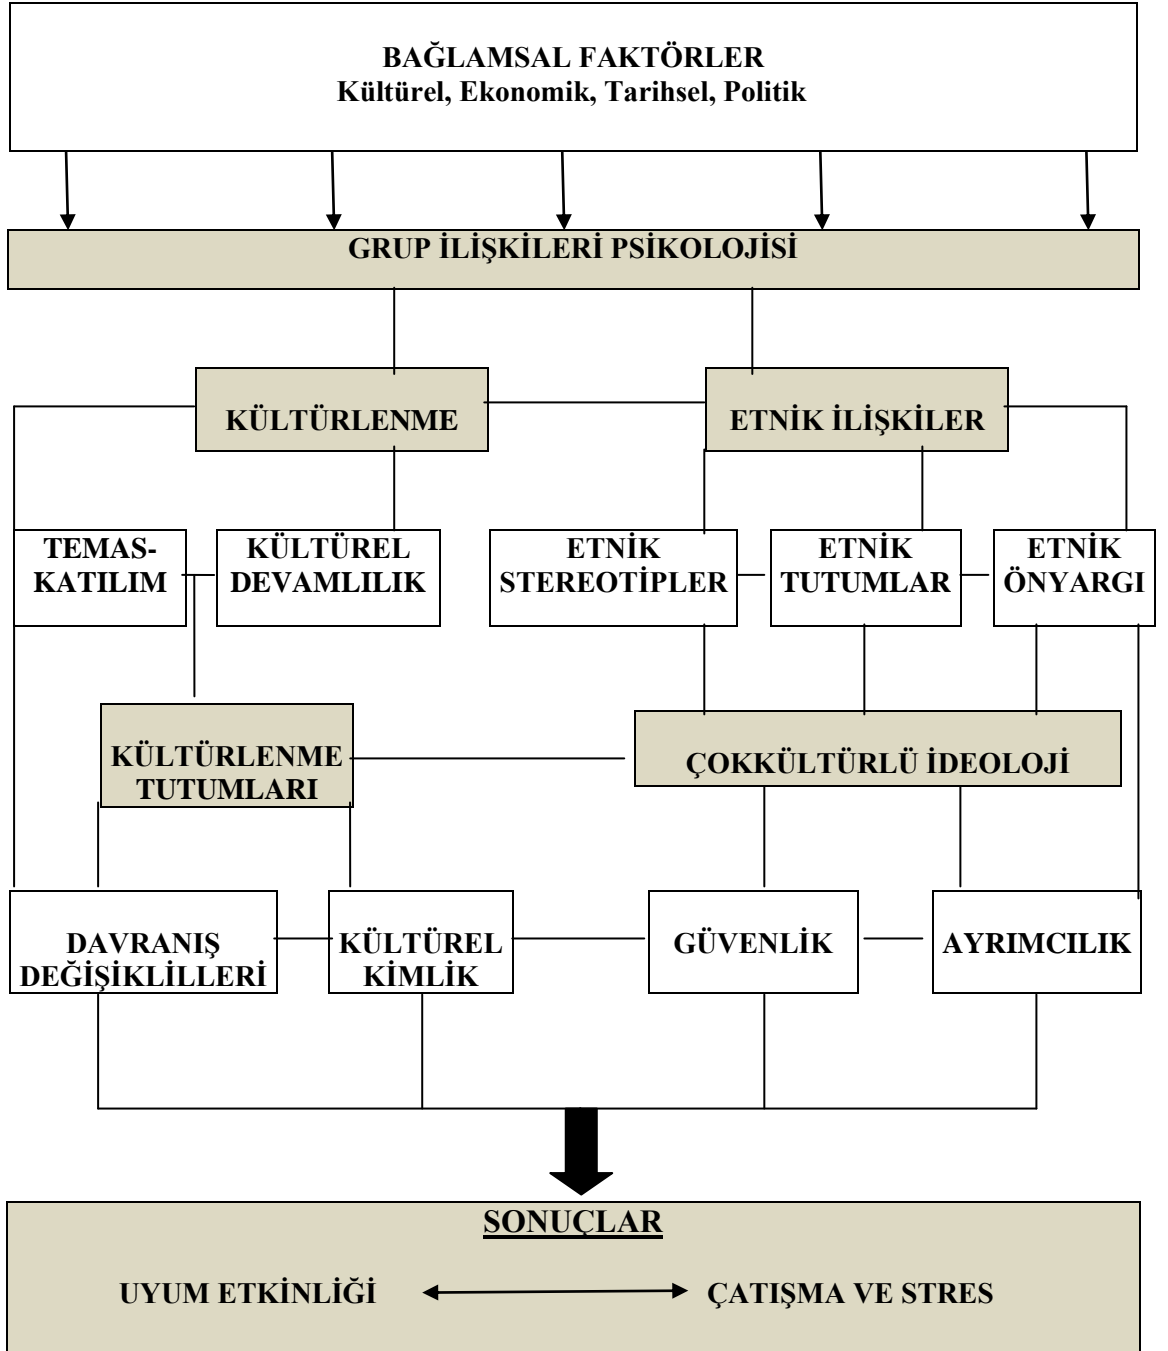 BAĞLAMSAL FAKTÖRLER
Kültürel, Ekonomik, Tarihsel, Politik
GRUP İLİŞKİLERİ PSİKOLOJİSİ
KÜLTÜRLENME
ETNİK İLİŞKİLER
TEMAS-
KATILIM
KÜLTÜREL
DEVAMLILIK
ETNİK
STEREOTİPLER
ETNİK
TUTUMLAR
ETNİK
ÖNYARGI
KÜLTÜRLENME
TUTUMLARI
ÇOKKÜLTÜRLÜ İDEOLOJİ
DAVRANIŞ
DEĞİŞİKLİLLERİ
KÜLTÜREL
KİMLİK
GÜVENLİK
AYRIMCILIK
SONUÇLAR
UYUM ETKİNLİĞİ
ÇATIŞMA VE STRES